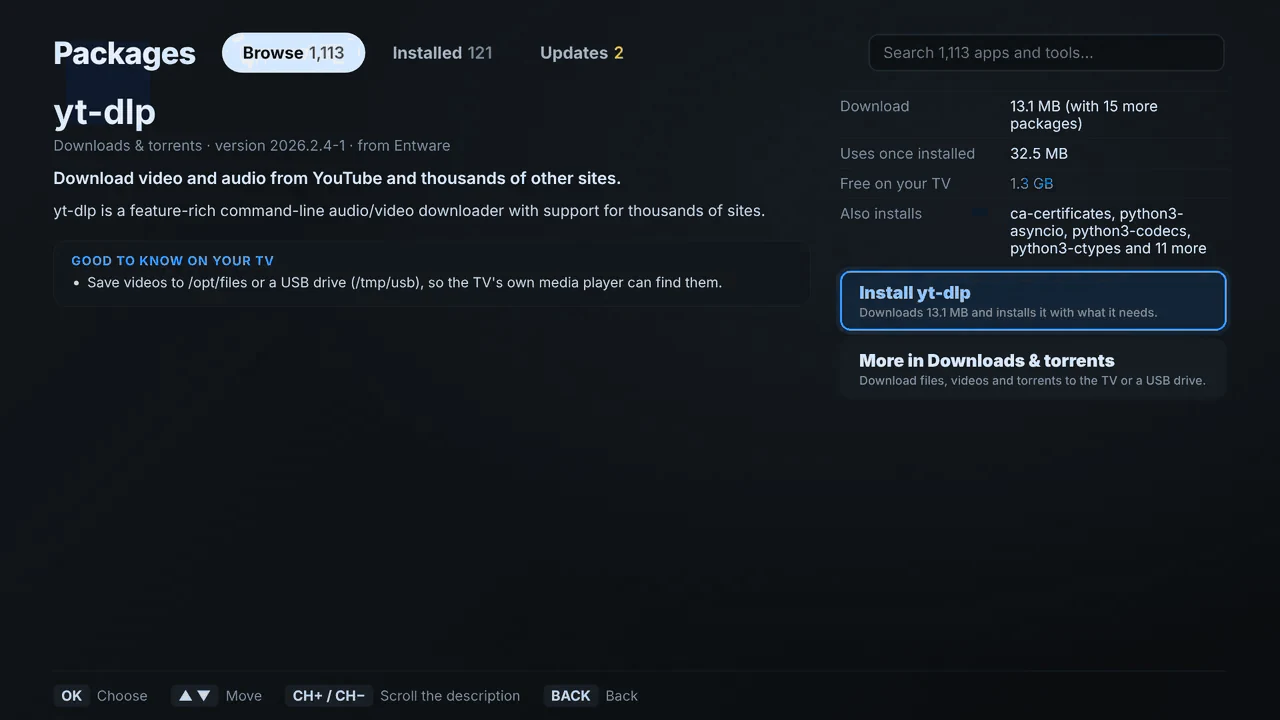 Packages
Browse 1,113
Installed 121
Updates 2
Search 1,113 apps and tools...
yt-dlp
Downloads & torrents · version 2026.2.4-1 · from Entware
Download video and audio from YouTube and thousands of other sites.
yt-dlp is a feature-rich command-line audio/video downloader with support for thousands of sites.
GOOD TO KNOW ON YOUR TV
• Save videos to /opt/files or a USB drive (/tmp/usb), so the TV's own media player can find them.
Download 13.1 MB (with 15 more
packages)
Uses once installed 32.5 MB
Free on your TV 1.3 GB
Also installs ca-certificates, python3-
asyncio, python3-codecs,
python3-ctypes and 11 more
Install yt-dlp
Downloads 13.1 MB and installs it with what it needs.
More in Downloads & torrents
Download files, videos and torrents to the TV or a USB drive.
OK Choose ▲▼ Move CH+ / CH− Scroll the description BACK Back